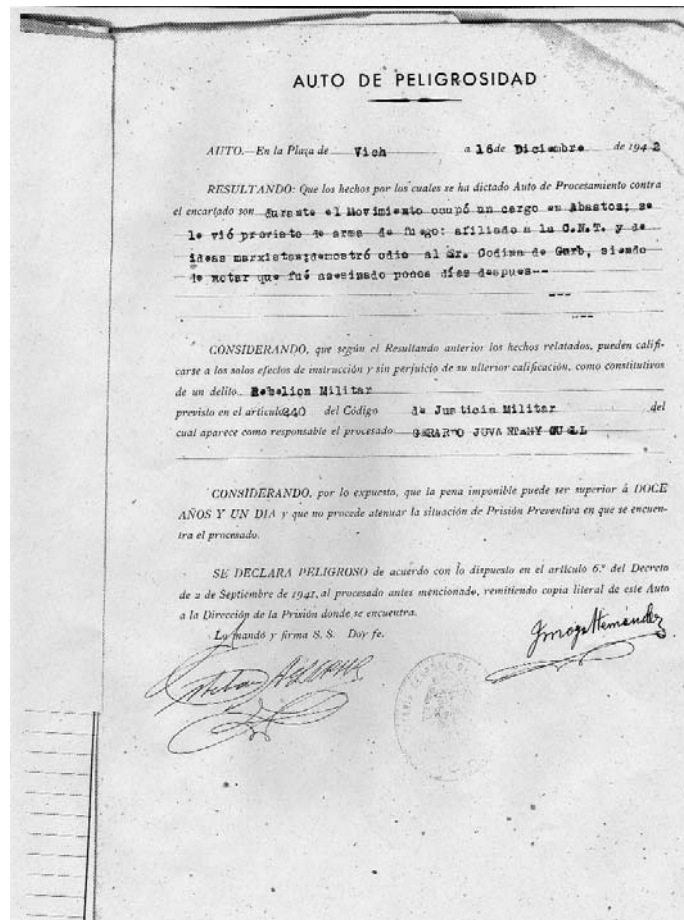 AUTO DE PELIGROSIDAD
AUTO.—En la Plaza de Vich a 16 de Diciembre de 1942
RESULTANDO: Que los hechos por los cuales se ha dictado Auto de Procesamiento contra
el encartado son durante el Movimiento ocupó un cargo en Abastos; se
le vió provisto de arma de fuego: afiliado a la C.N.T. y de
ideas marxistas; demostró odio al Sr. Codina de Gurb, siendo
de notar que fué asesinado pocos días despues---
---
---
CONSIDERANDO, que según el Resultando anterior los hechos relatados, pueden califi-
carse a los solos efectos de instrucción y sin perjuicio de su ulterior calificación, como constitutivos
de un delito Rebelion Militar
previsto en el artículo 240 del Código de Justicia Militar del
cual aparece como responsable el procesado GERARDO JUVANTANY GUELL
CONSIDERANDO, por lo expuesto, que la pena imponible puede ser superior á DOCE
AÑOS Y UN DIA y que no procede atenuar la situación de Prisión Preventiva en que se encuen-
tra el procesado.
SE DECLARA PELIGROSO de acuerdo con lo dispuesto en el artículo 6.º del Decreto
de 2 de Septiembre de 1941, al procesado antes mencionado, remitiendo copia literal de este Auto
a la Dirección de la Prisión donde se encuentra.
Lo mandó y firma S. S. Doy fe.